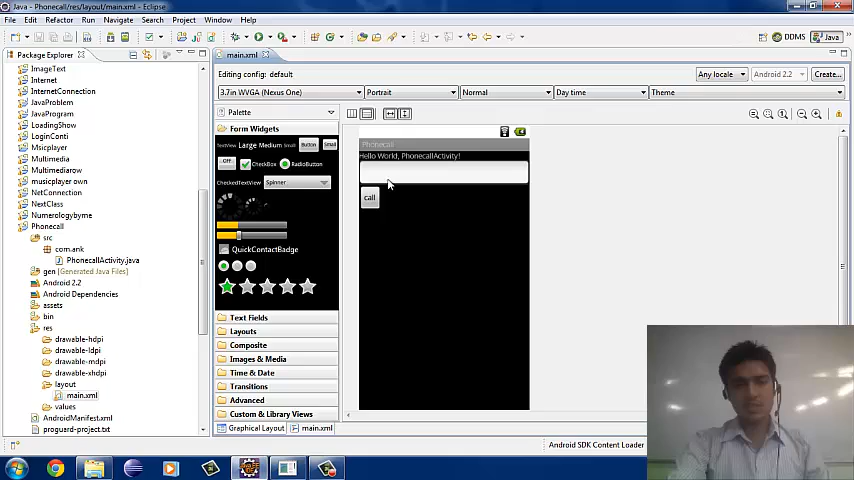 Java - Phonecall/res/layout/main.xml - Eclipse
File Edit Refactor Run Navigate Search Project Window Help
DDMS Java
Package Explorer
main.xml
ImageText
Internet
InternetConnection
JavaProblem
JavaProgram
LoadingShow
LoginConti
Msicplayer
Multimedia
Multimediarow
musicplayer own
NetConnection
NextClass
Numerologybyme
Phonecall
src
com.ank
PhonecallActivity.java
gen [Generated Java Files]
Android 2.2
Android Dependencies
assets
bin
res
drawable-hdpi
drawable-ldpi
drawable-mdpi
drawable-xhdpi
layout
main.xml
values
AndroidManifest.xml
proguard-project.txt
Editing config: default
Any locale Android 2.2 Create...
3.7in WVGA (Nexus One) Portrait Normal Day time Theme
Palette
Form Widgets
TextView Large Medium Small Button Small
OFF CheckBox RadioButton
CheckedTextView Spinner
QuickContactBadge
Text Fields
Layouts
Composite
Images & Media
Time & Date
Transitions
Advanced
Custom & Library Views
Graphical Layout main.xml
Phonecall
Hello World, PhonecallActivity!
call
Android SDK Content Loader